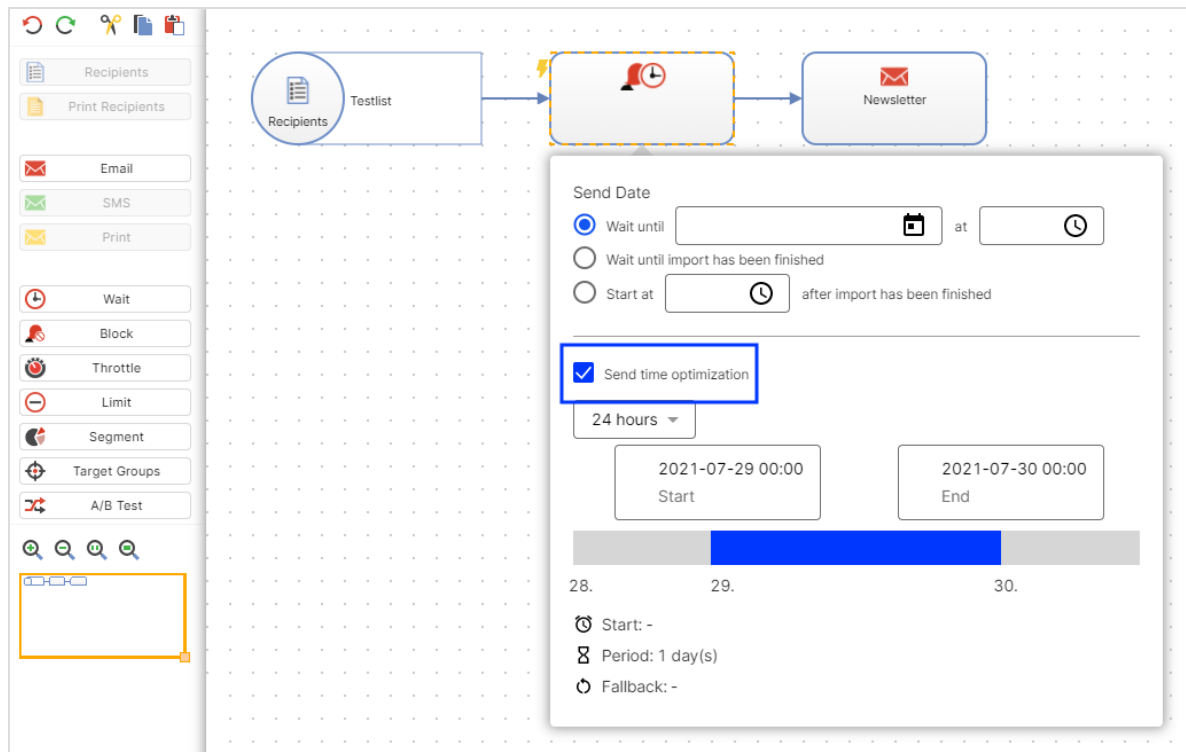 Recipients
Print Recipients
Email
SMS
Print
Wait
Block
Throttle
Limit
Segment
Target Groups
A/B Test
Recipients
Testlist
Newsletter
Send Date
Wait until at
Wait until import has been finished
Start at after import has been finished
Send time optimization
24 hours
2021-07-29 00:00 2021-07-30 00:00
Start End
28. 29. 30.
Start: -
Period: 1 day(s)
Fallback: -